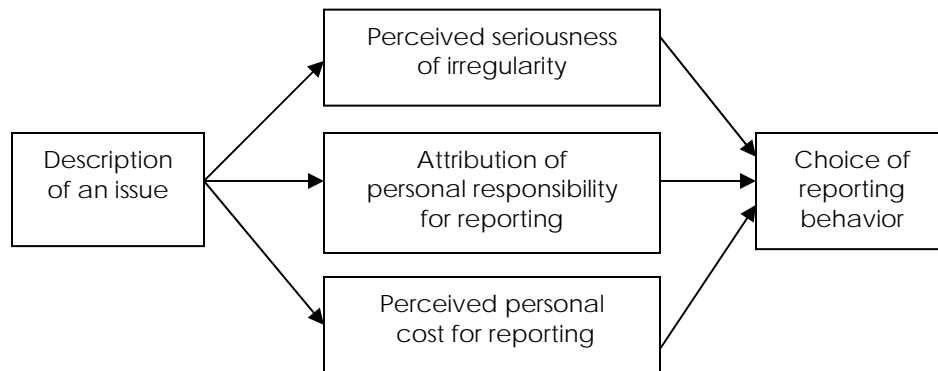 Description
of an issue
Perceived seriousness
of irregularity
Attribution of
personal responsibility
for reporting
Perceived personal
cost for reporting
Choice of
reporting
behavior